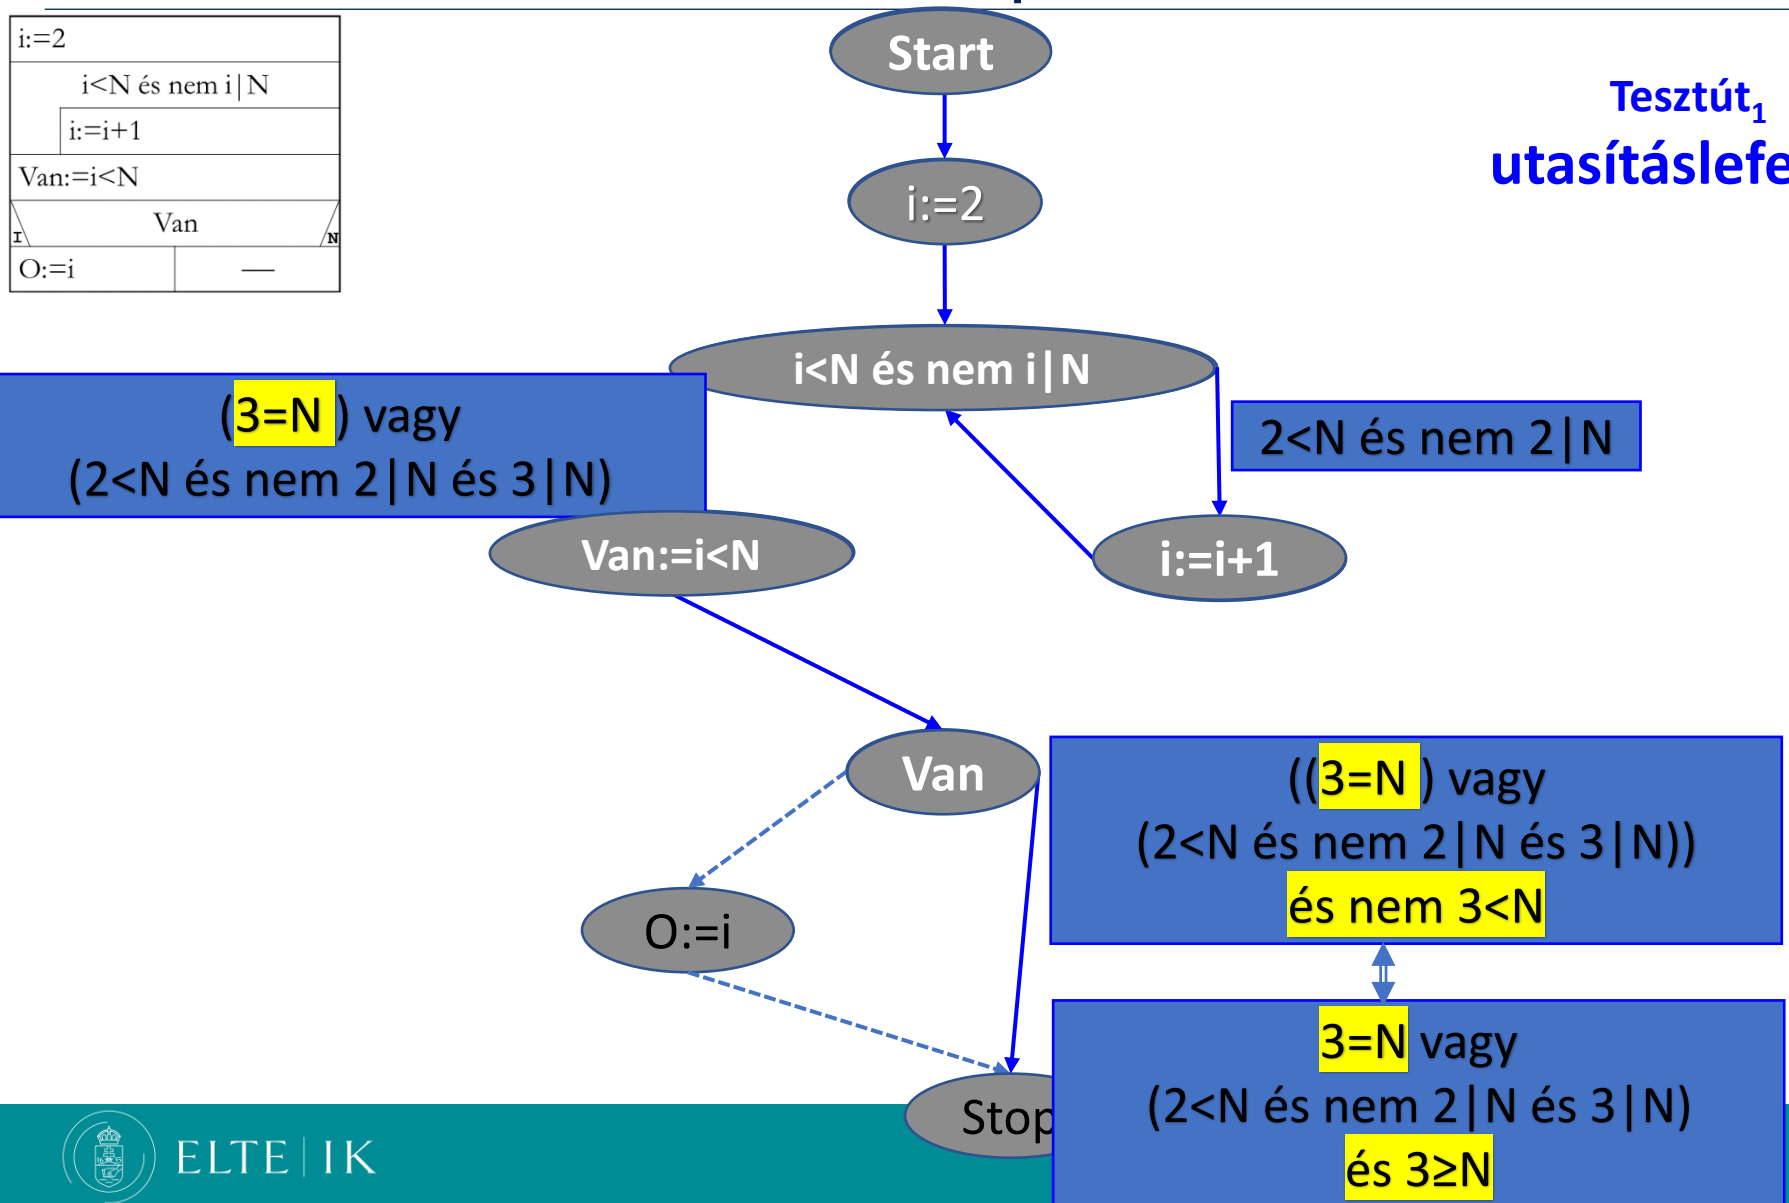 i:=2
i<N és nem i|N
i:=i+1
Van:=i<N
Van
I
N
O:=i
—
Start
Tesztút₁
i:=2
i<N és nem i|N
(3=N ) vagy
(2<N és nem 2|N és 3|N)
2<N és nem 2|N
Van:=i<N
i:=i+1
Van
((3=N ) vagy
(2<N és nem 2|N és 3|N))
és nem 3<N
O:=i
3=N vagy
(2<N és nem 2|N és 3|N)
és 3≥N
Stop
ELTE | IK